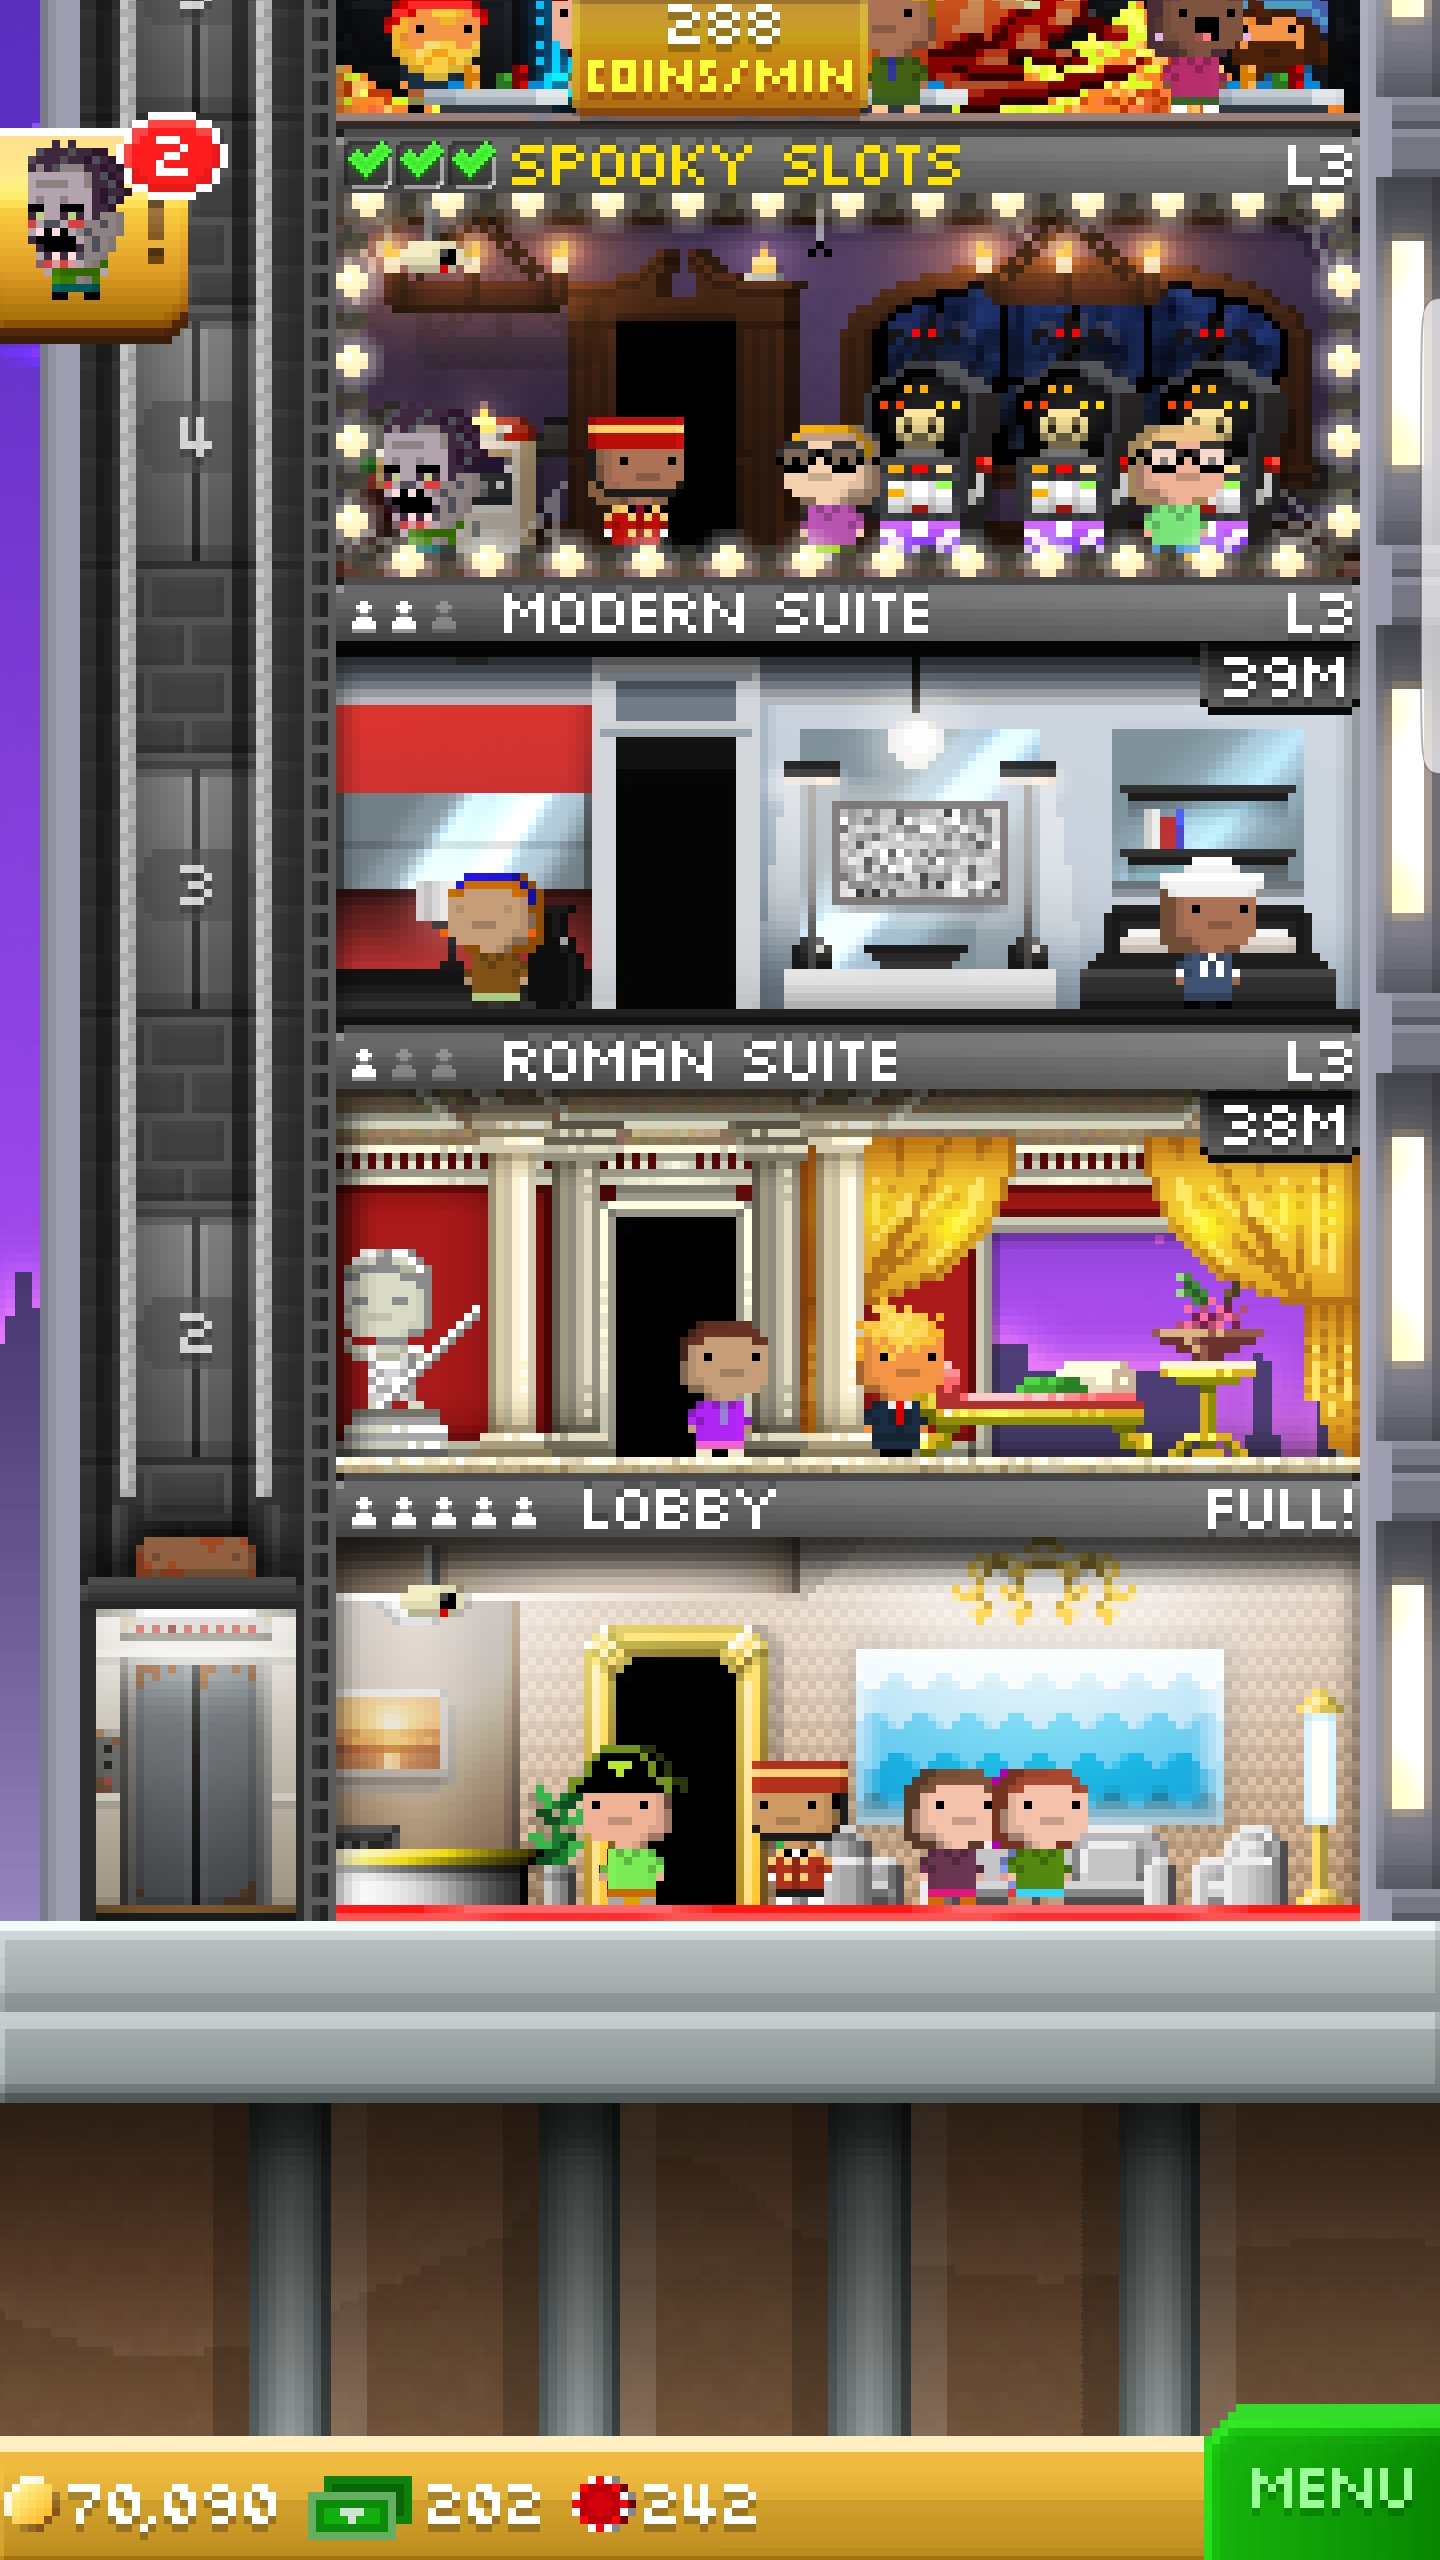 288
COINS/MIN
2
!
SPOOKY SLOTS L3
4
MODERN SUITE L3
39M
3
ROMAN SUITE L3
38M
2
LOBBY FULL!
70,090 202 242
MENU